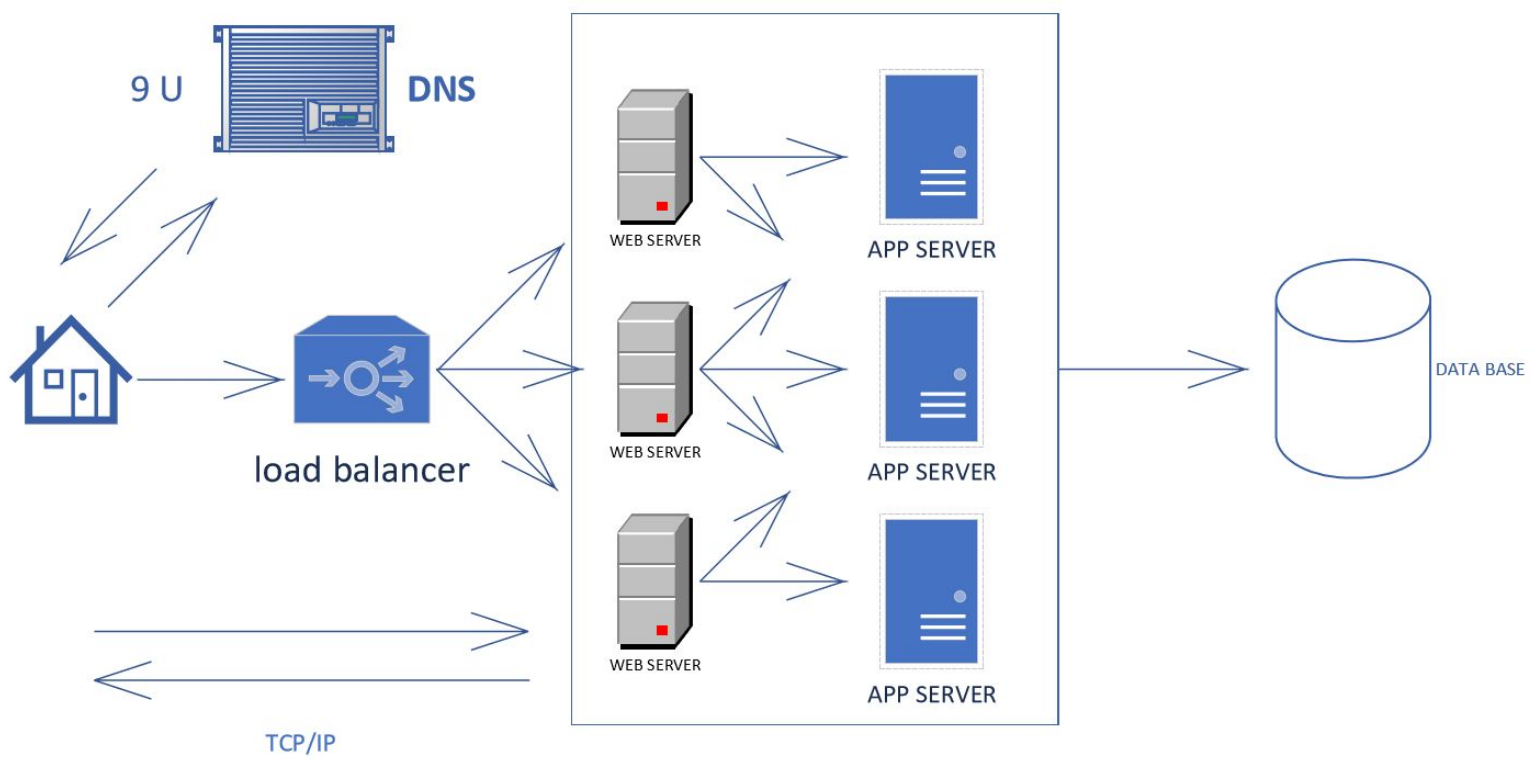 9 U
DNS
WEB SERVER
APP SERVER
load balancer
WEB SERVER
APP SERVER
DATA BASE
WEB SERVER
APP SERVER
TCP/IP